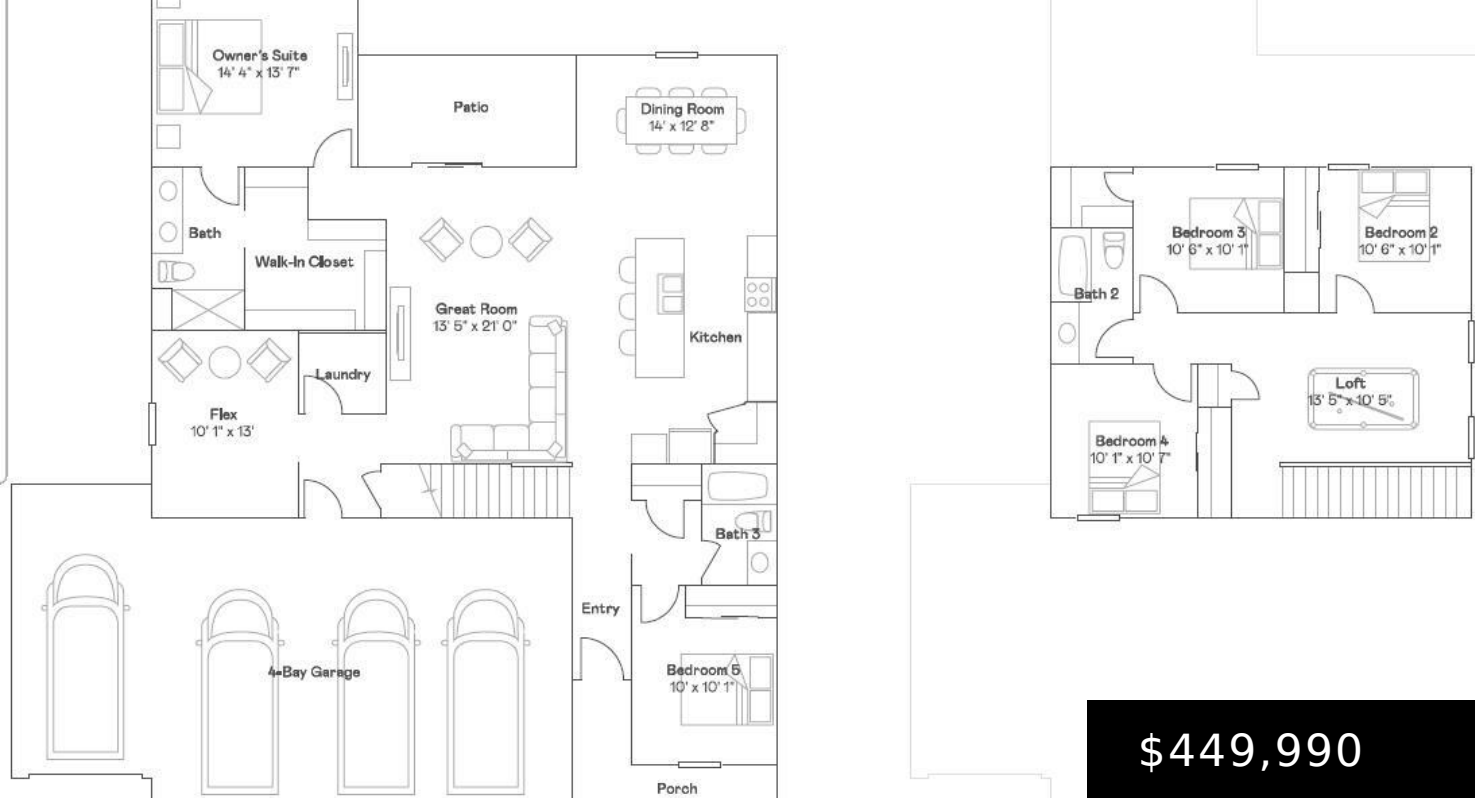 Owner's Suite
14' 4" x 13' 7"
Patio
Dining Room
14' x 12' 8"
Bath
Walk-In Closet
Great Room
13' 5" x 21' 0"
Kitchen
Laundry
Flex
10' 1" x 13'
Bath 3
Entry
4-Bay Garage
Bedroom 5
10' x 10' 1"
Porch
Bedroom 3
10' 6" x 10' 1"
Bedroom 2
10' 6" x 10' 1"
Bath 2
Loft
13' 5" x 10' 5"
Bedroom 4
10' 1" x 10' 7"
$449,990